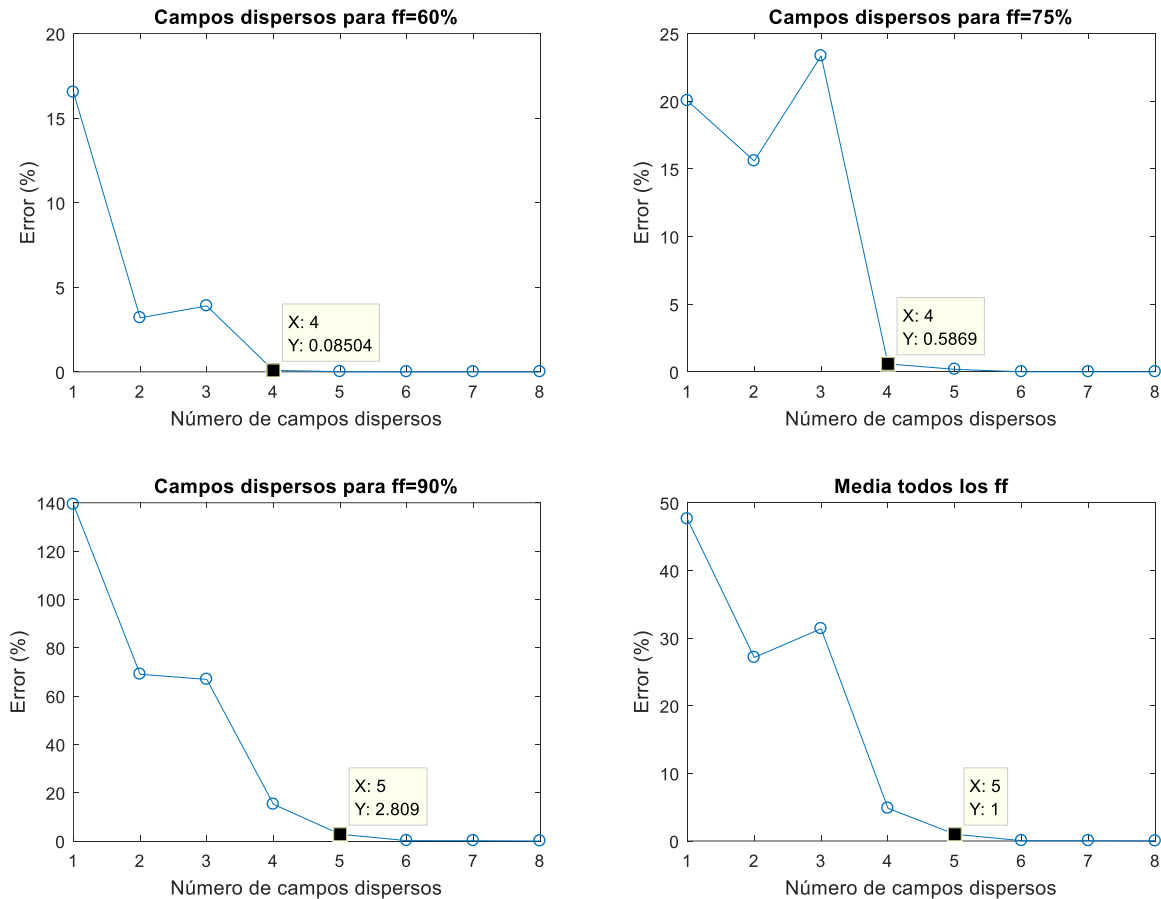 Campos dispersos para ff=60%
20
15
10
5
0
Error (%)
X: 4
Y: 0.08504
1 2 3 4 5 6 7 8
Número de campos dispersos
Campos dispersos para ff=75%
25
20
15
10
5
0
Error (%)
X: 4
Y: 0.5869
1 2 3 4 5 6 7 8
Número de campos dispersos
Campos dispersos para ff=90%
140
120
100
80
60
40
20
0
Error (%)
X: 5
Y: 2.809
1 2 3 4 5 6 7 8
Número de campos dispersos
Media todos los ff
50
40
30
20
10
0
Error (%)
X: 5
Y: 1
1 2 3 4 5 6 7 8
Número de campos dispersos